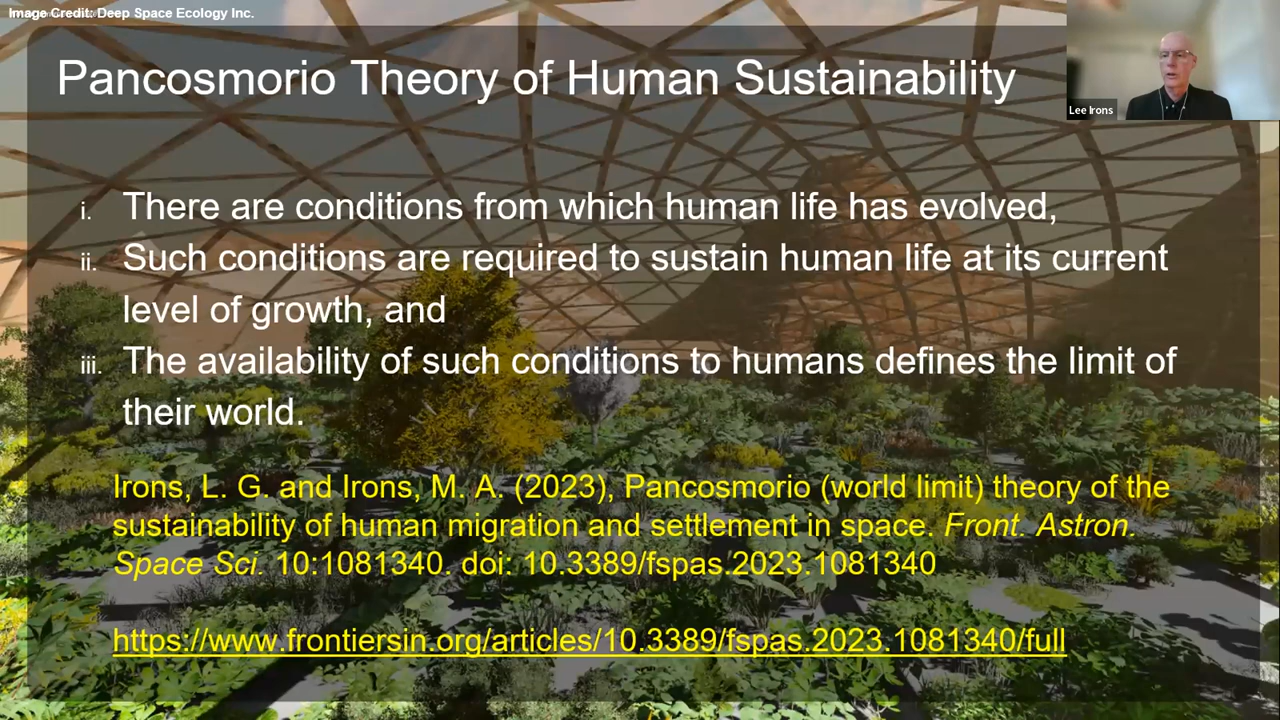 Image Credit: Deep Space Ecology Inc.
Pancosmorio Theory of Human Sustainability
Lee Irons
i. There are conditions from which human life has evolved,
ii. Such conditions are required to sustain human life at its current
level of growth, and
iii. The availability of such conditions to humans defines the limit of
their world.
Irons, L. G. and Irons, M. A. (2023), Pancosmorio (world limit) theory of the
sustainability of human migration and settlement in space. Front. Astron.
Space Sci. 10:1081340. doi: 10.3389/fspas.2023.1081340
https://www.frontiersin.org/articles/10.3389/fspas.2023.1081340/full